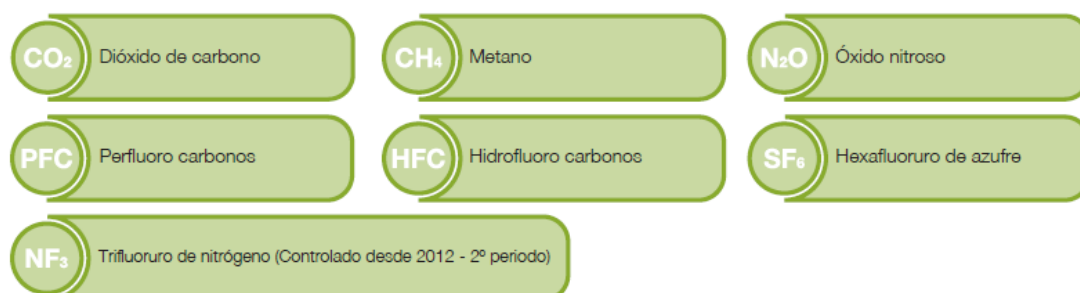 CO₂ Dióxido de carbono
CH₄ Metano
N₂O Óxido nitroso
PFC Perfluoro carbonos
HFC Hidrofluoro carbonos
SF₆ Hexafluoruro de azufre
NF₃ Trifluoruro de nitrógeno (Controlado desde 2012 - 2º periodo)